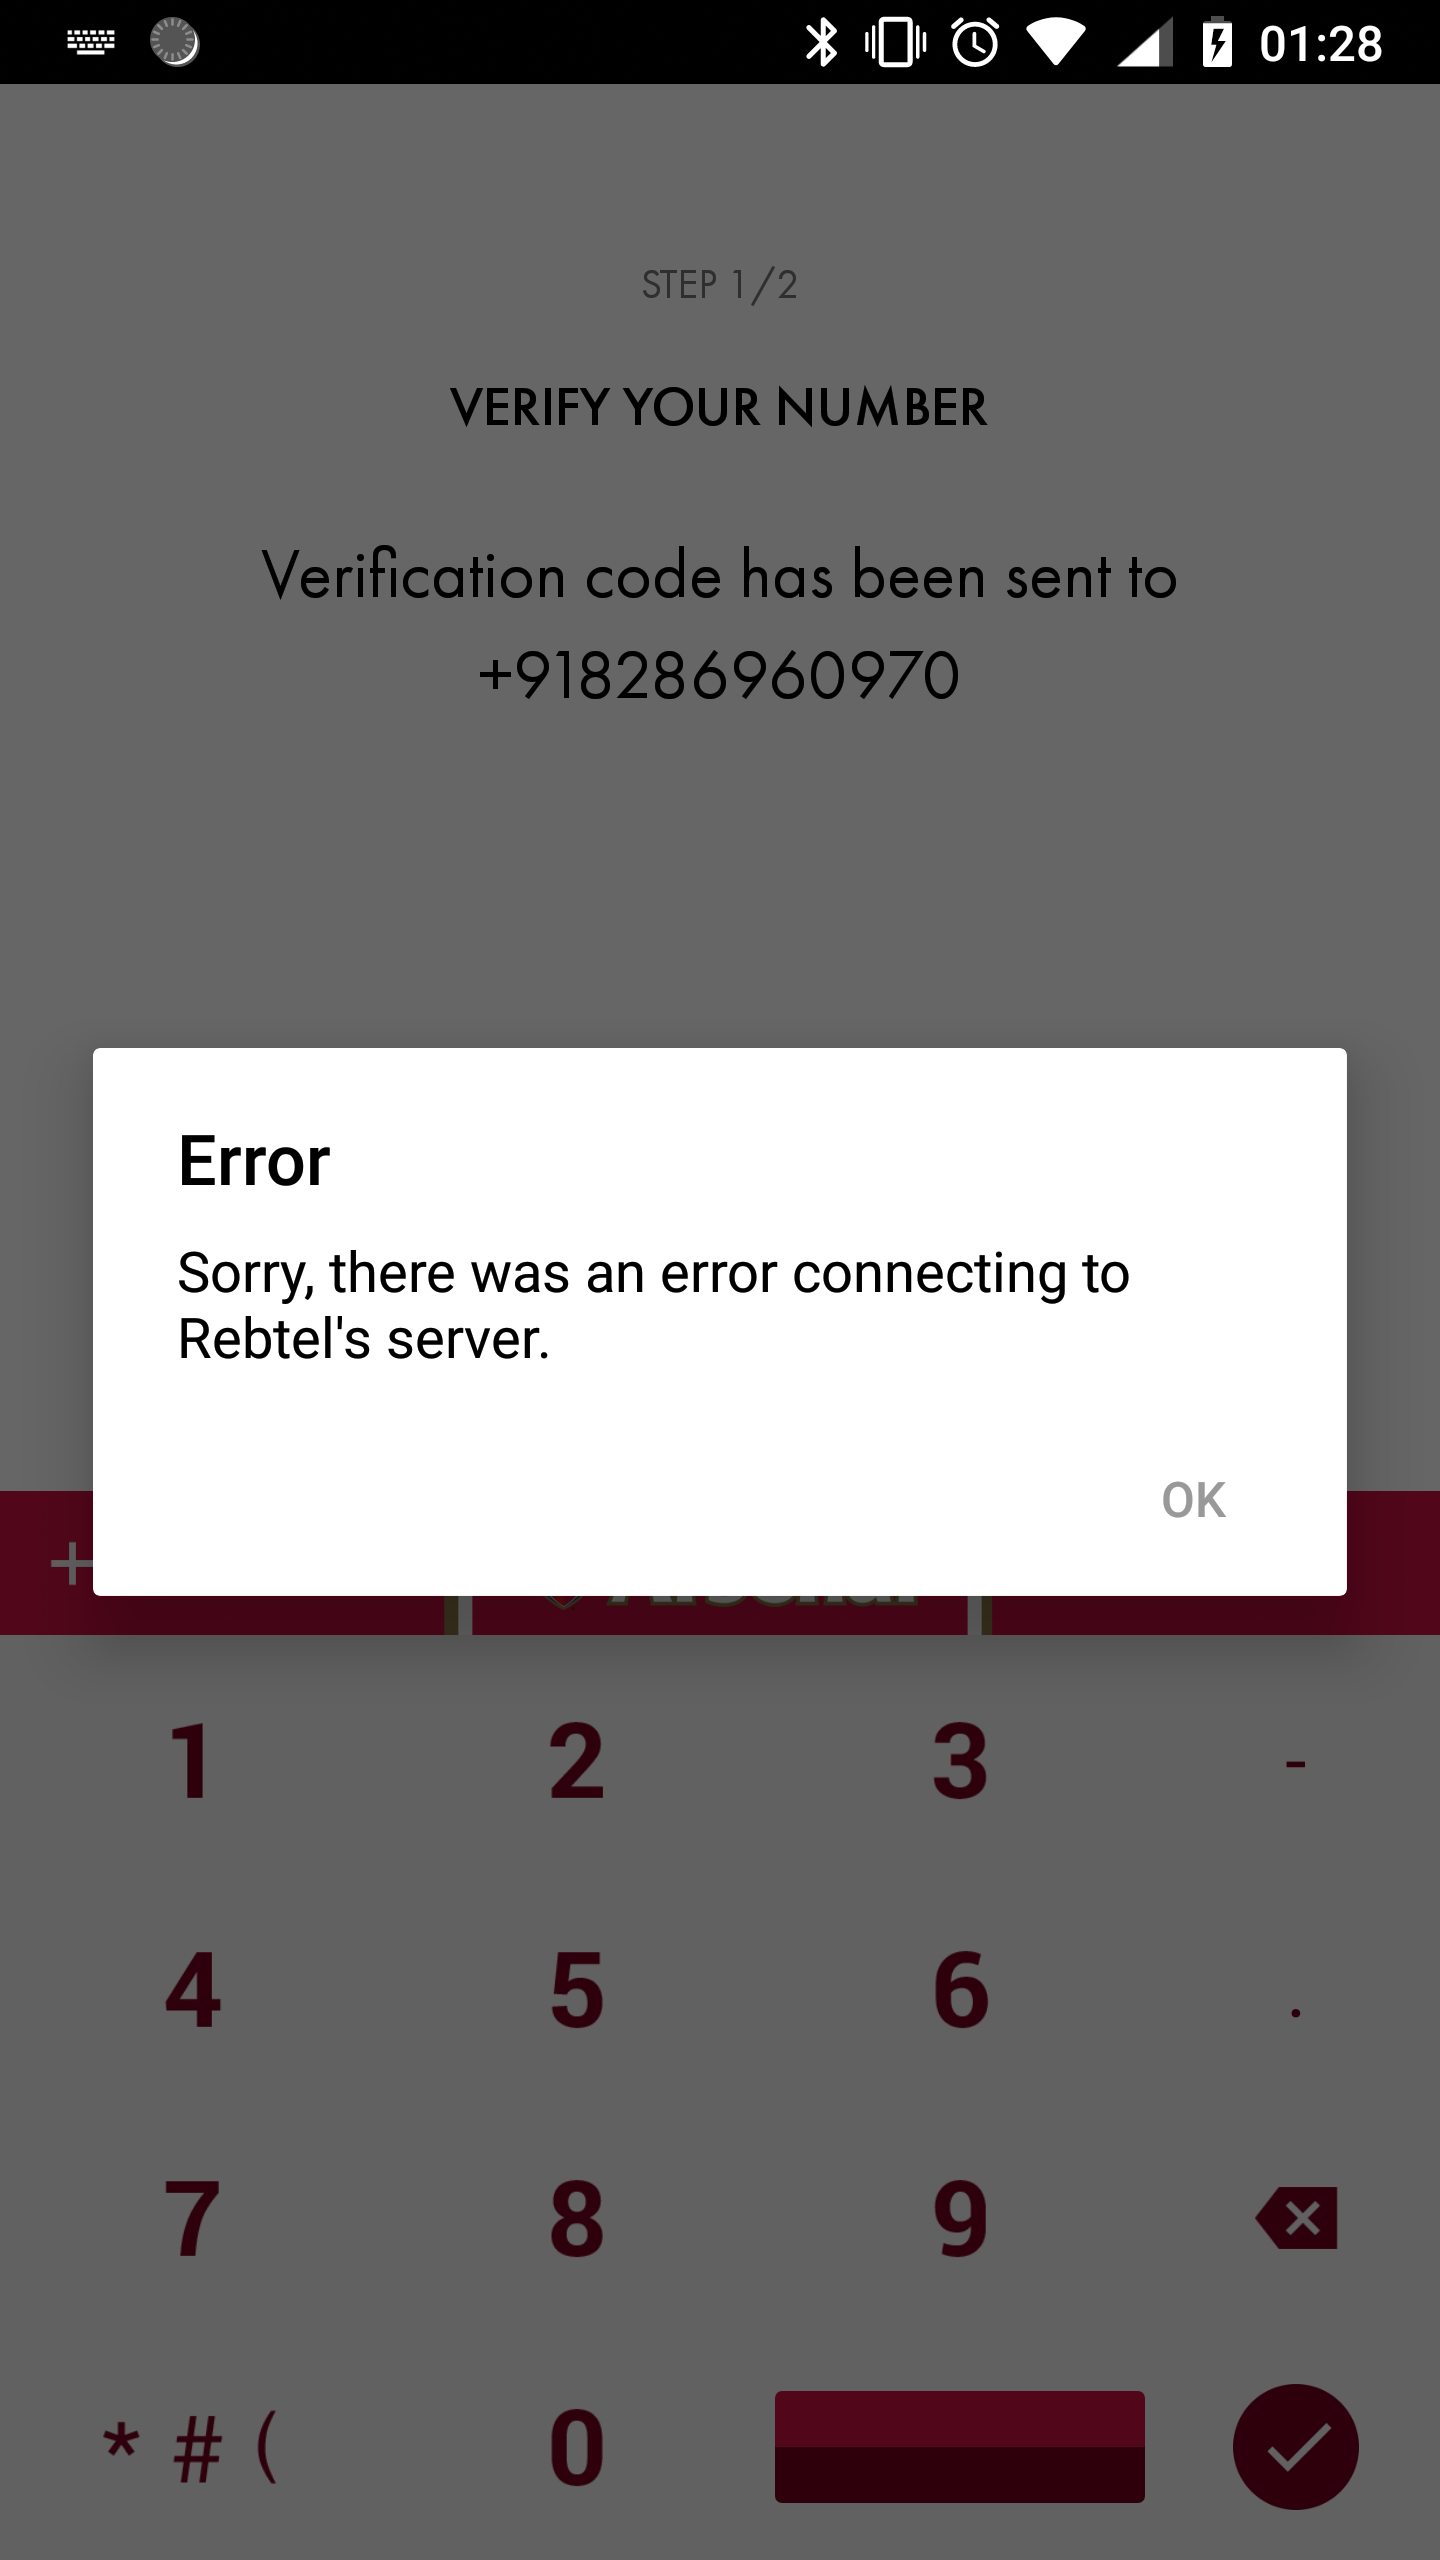 01:28
STEP 1/2
VERIFY YOUR NUMBER
Verification code has been sent to
+918286960970
Error
Sorry, there was an error connecting to
Rebtel's server.
OK
+
Arsenal
1 2 3 -
4 5 6 .
7 8 9
* # ( 0